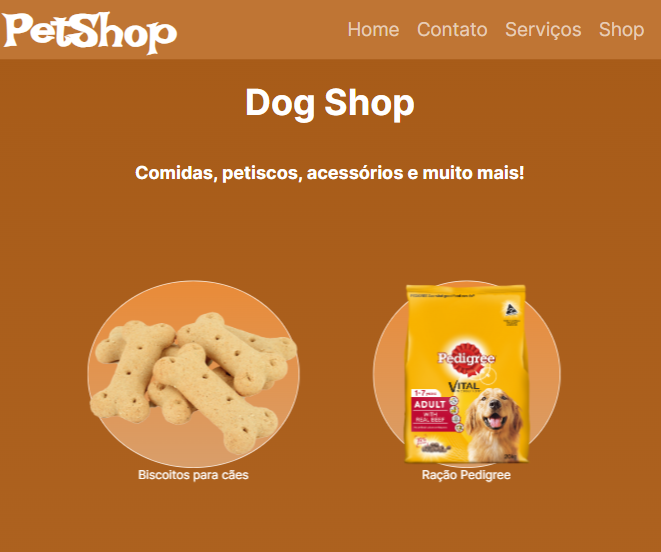 PetShop
Home Contato Serviços Shop
Dog Shop
Comidas, petiscos, acessórios e muito mais!
Pedigree
VITAL
1-7 years
ADULT
WITH
REAL BEEF
Biscoitos para cães
Ração Pedigree